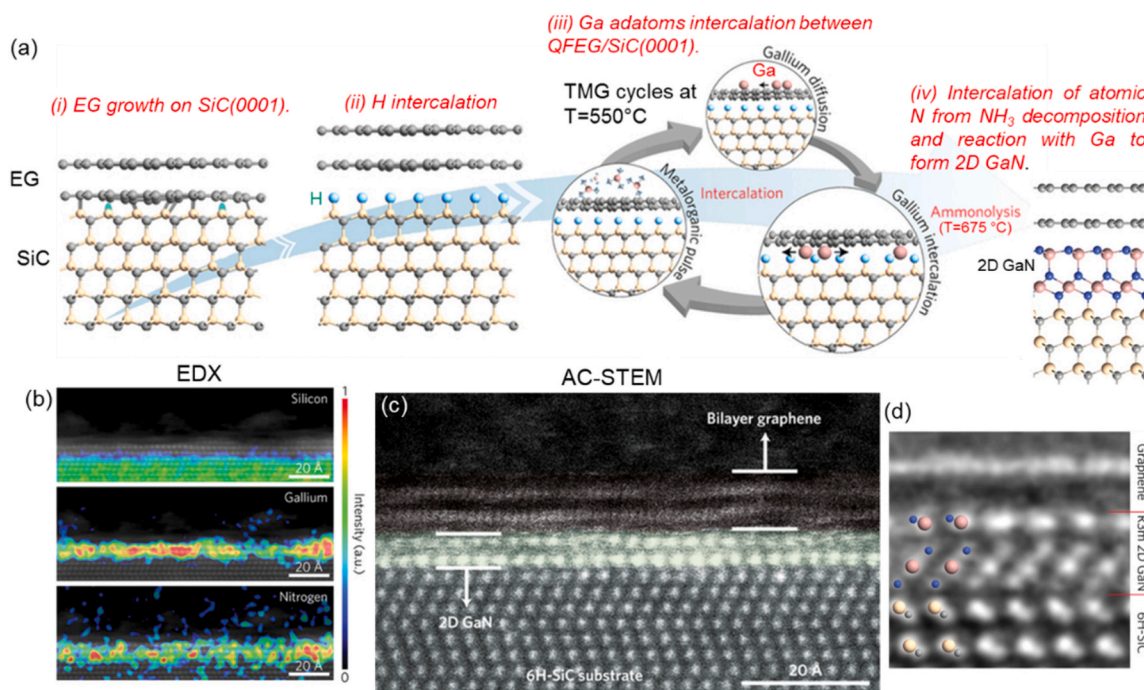 (a)
(i) EG growth on SiC(0001).
(ii) H intercalation
(iii) Ga adatoms intercalation between
QFEG/SiC(0001).
TMG cycles at
T=550°C
Ga
Gallium diffusion
Metalorganic pulse
Intercalation
Gallium intercalation
(iv) Intercalation of atomic
N from NH₃ decomposition
and reaction with Ga to
form 2D GaN.
Ammonolysis
(T=675 °C)
EG
H
SiC
2D GaN
EDX
(b)
Silicon
20 Å
Gallium
20 Å
Nitrogen
20 Å
1
Intensity (a.u.)
0
AC-STEM
(c)
Bilayer graphene
2D GaN
6H-SiC substrate
20 Å
(d)
Graphene
R3m 2D GaN
6H-SiC